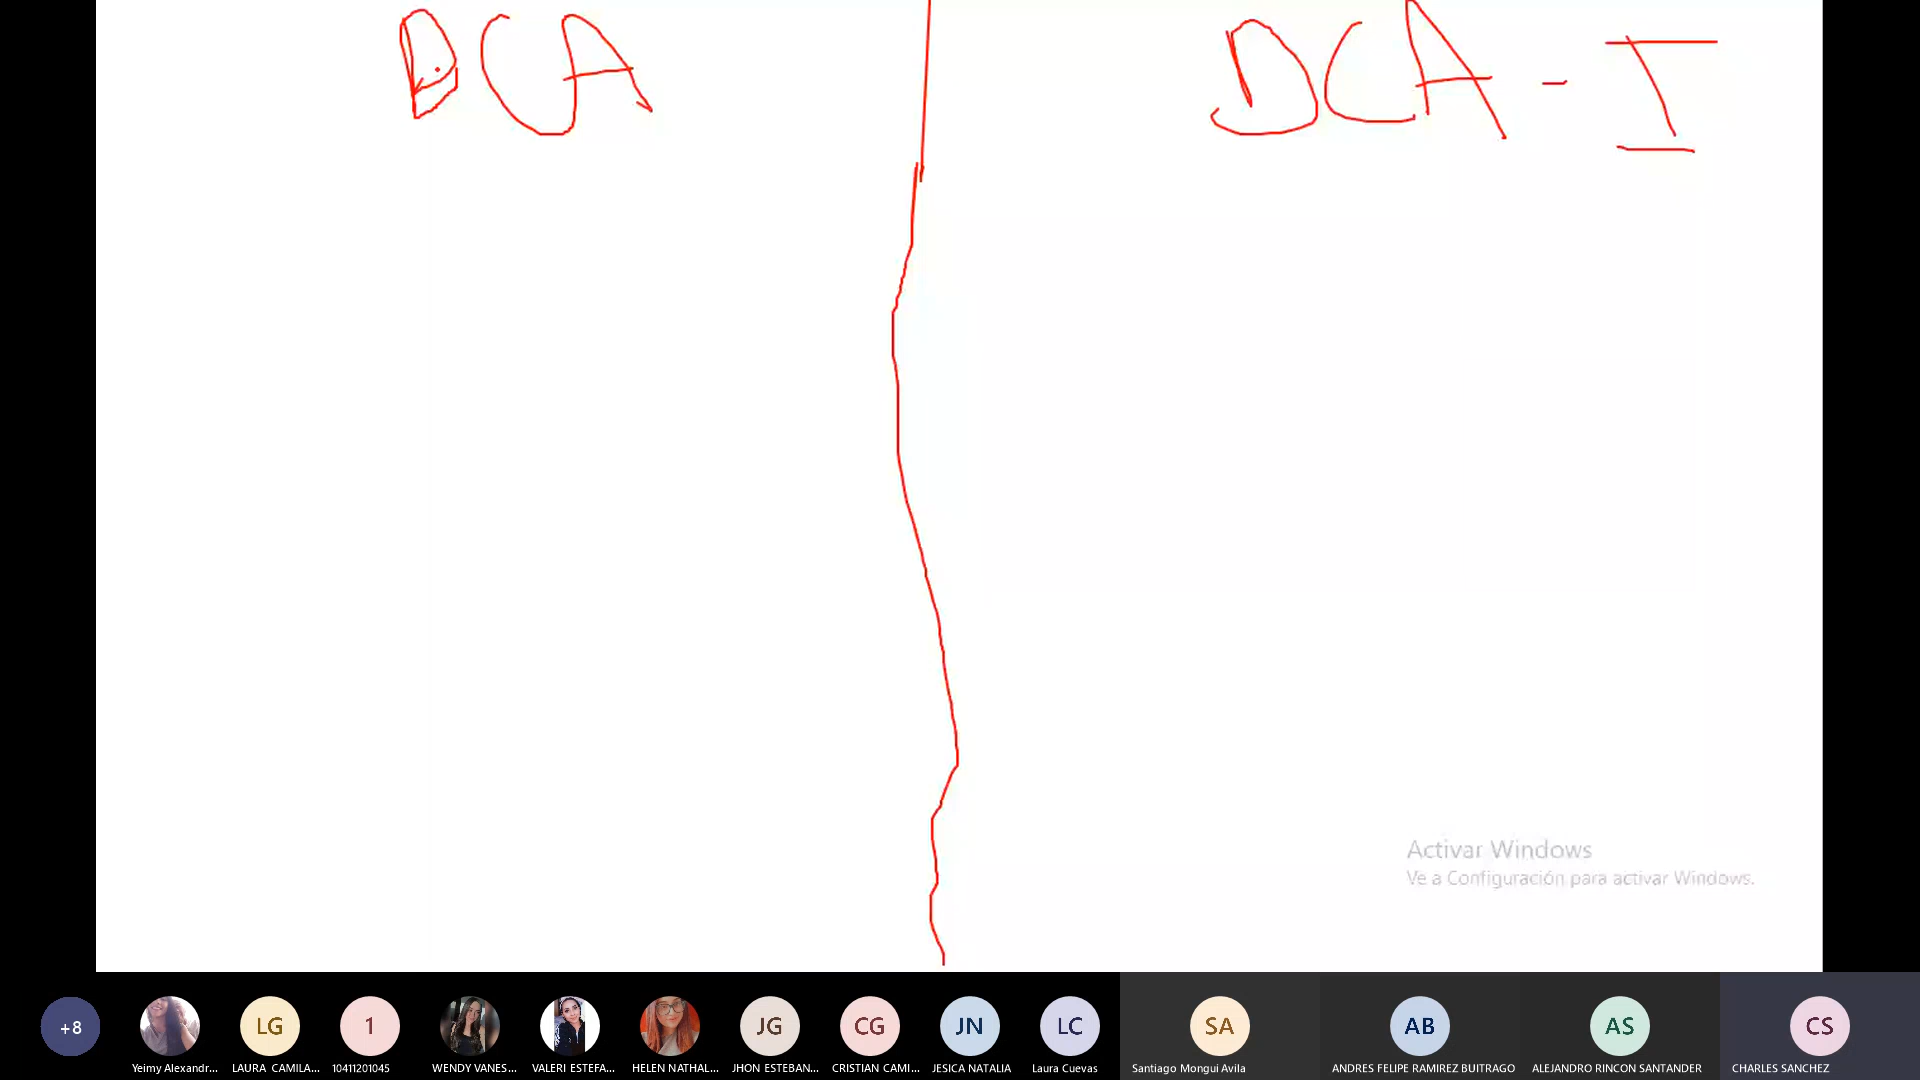 DCA
DCA - I
Activar Windows
Ve a Configuración para activar Windows.
+8
LG
1
JG
CG
JN
LC
SA
AB
AS
CS
Yeimy Alexandr...
LAURA CAMILA...
10411201045
WENDY VANES...
VALERI ESTEFA...
HELEN NATHAL...
JHON ESTEBAN...
CRISTIAN CAMI...
JESICA NATALIA
Laura Cuevas
Santiago Mongui Avila
ANDRES FELIPE RAMIREZ BUITRAGO
ALEJANDRO RINCON SANTANDER
CHARLES SANCHEZ